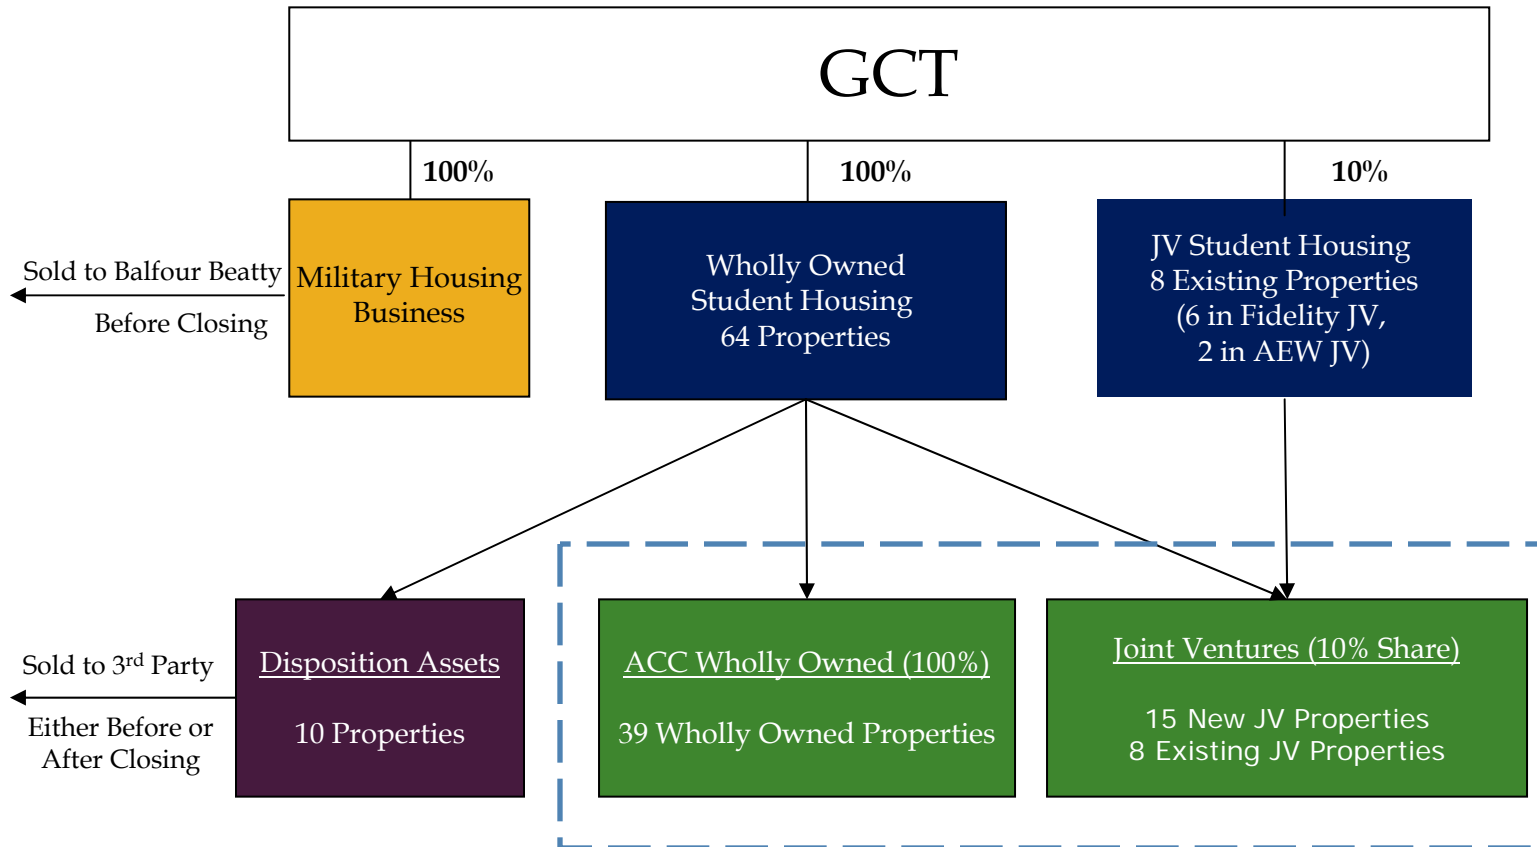 GCT
100%
100%
10%
Sold to Balfour Beatty
Before Closing
Military Housing
Business
Wholly Owned
Student Housing
64 Properties
JV Student Housing
8 Existing Properties
(6 in Fidelity JV,
2 in AEW JV)
Sold to 3rd Party
Either Before or
After Closing
Disposition Assets
10 Properties
ACC Wholly Owned (100%)
39 Wholly Owned Properties
Joint Ventures (10% Share)
15 New JV Properties
8 Existing JV Properties